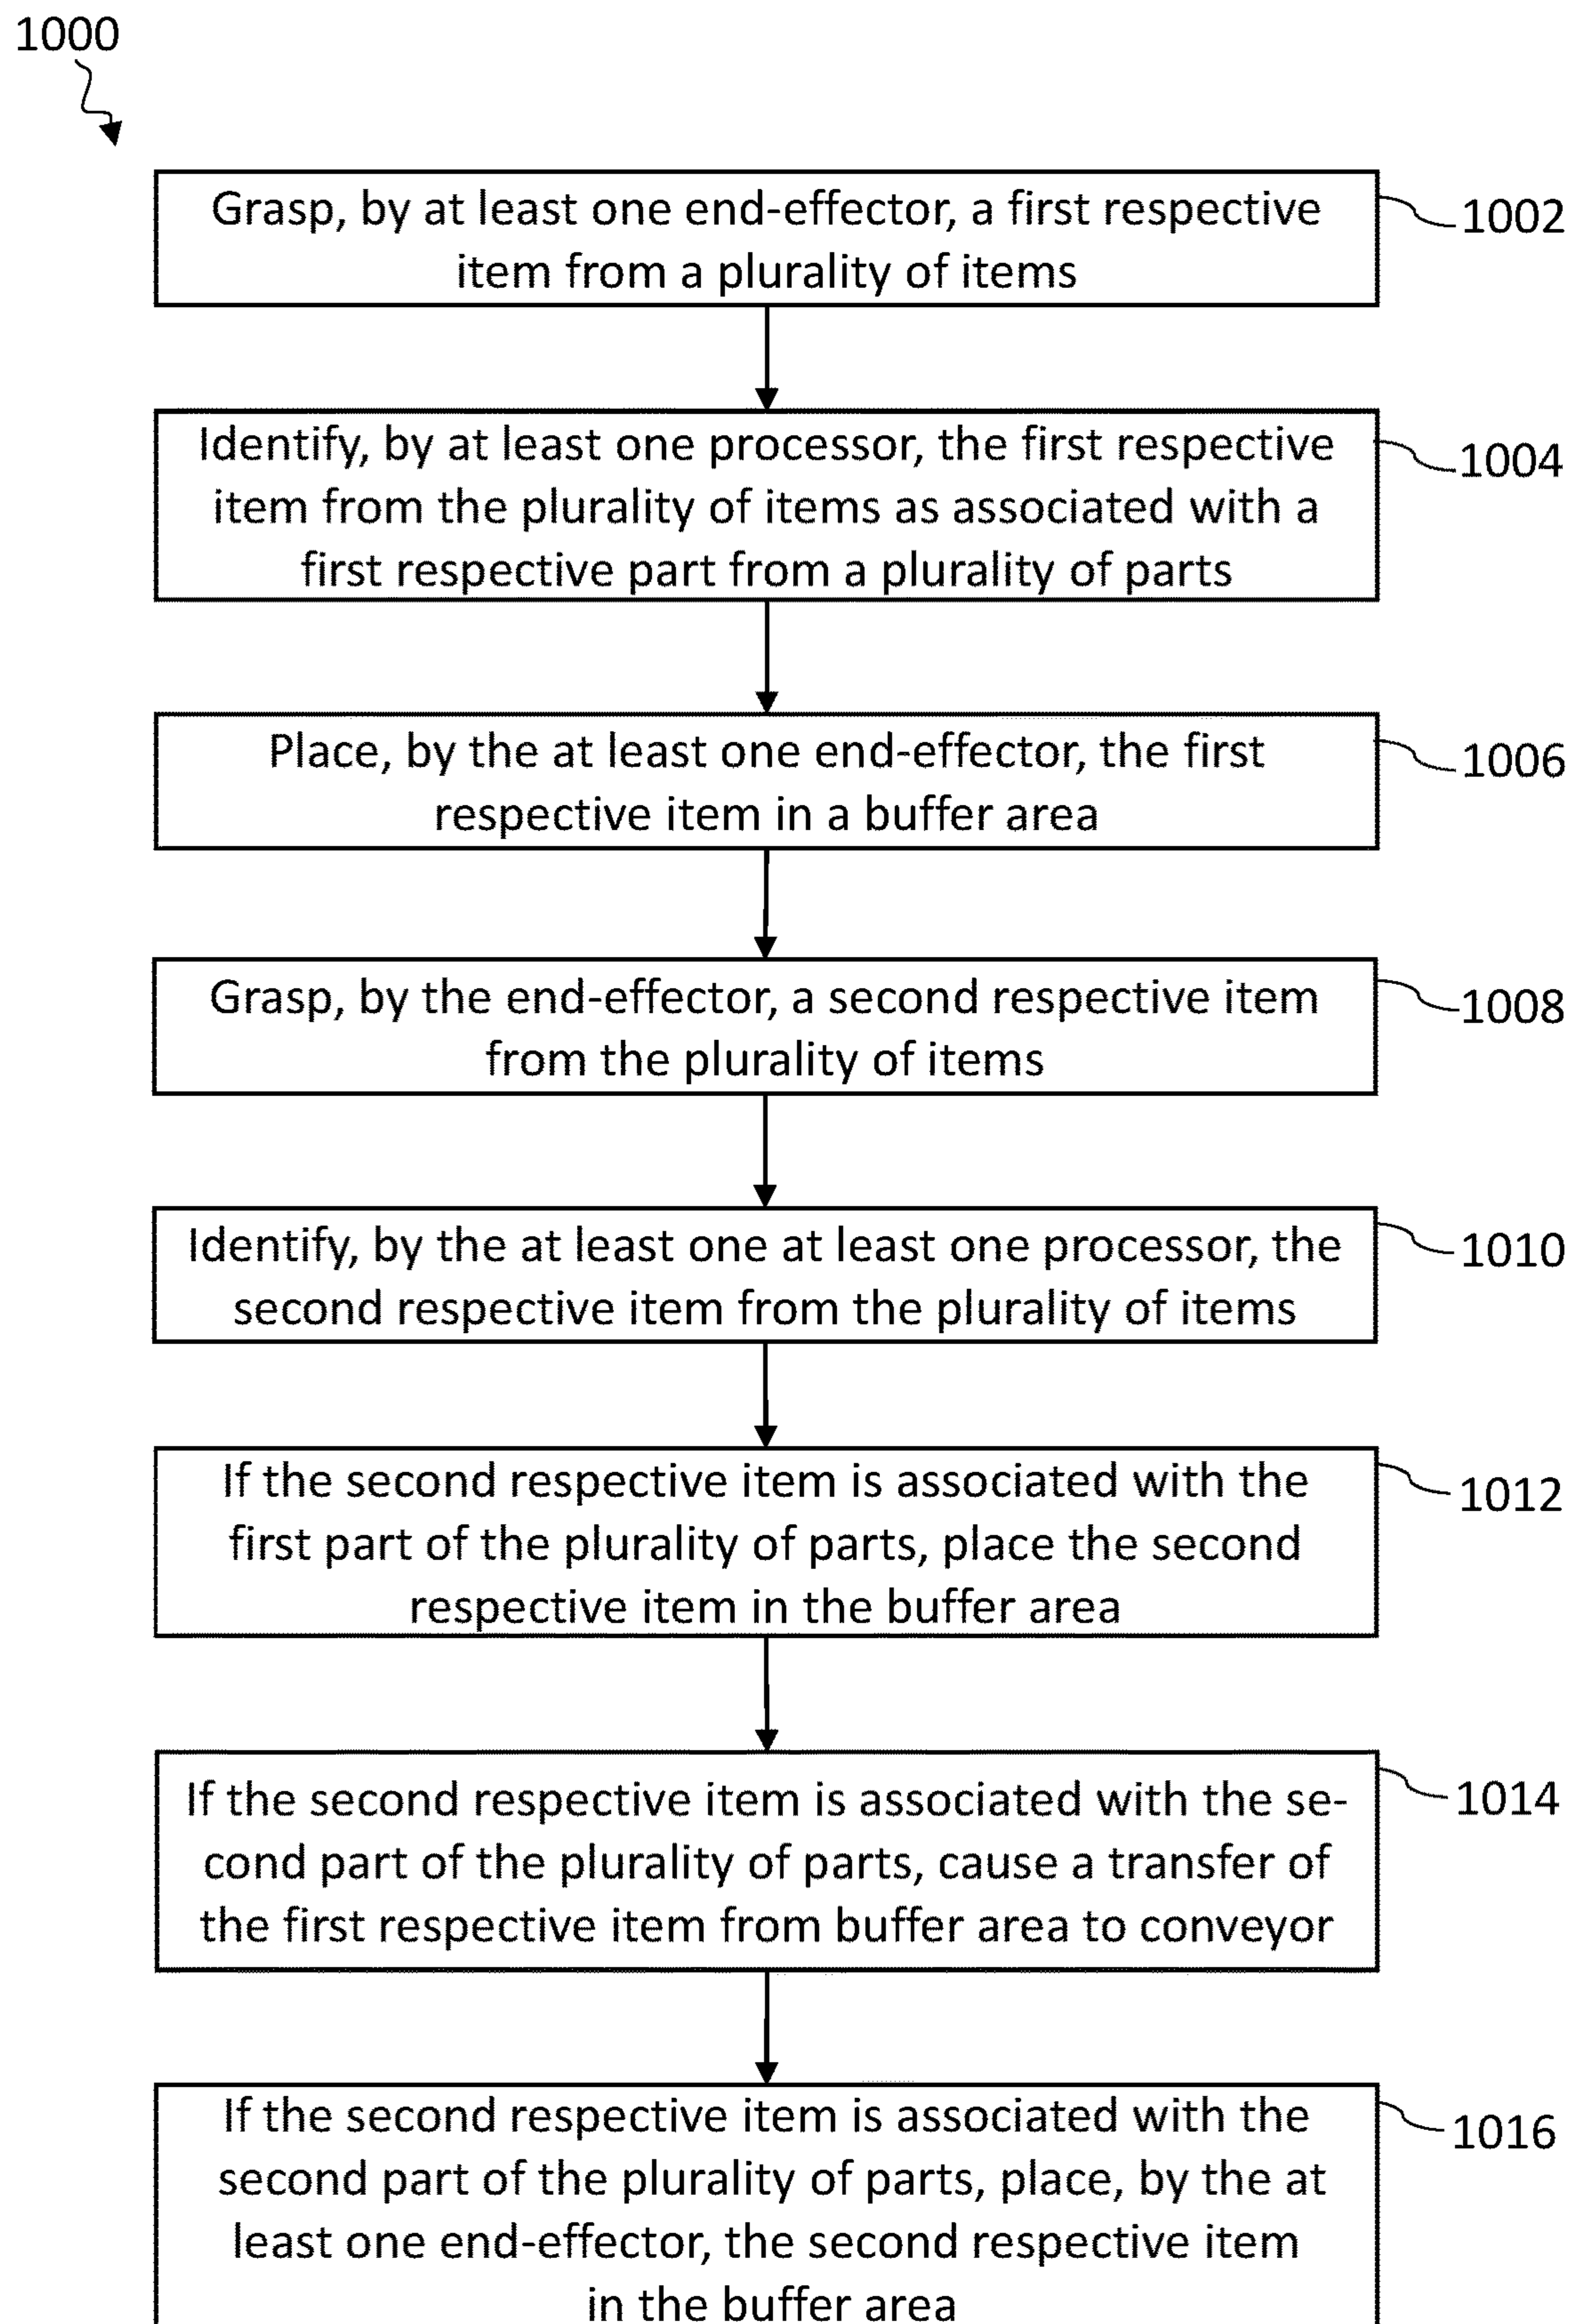 1000
Grasp, by at least one end-effector, a first respective
item from a plurality of items
1002
Identify, by at least one processor, the first respective
item from the plurality of items as associated with a
first respective part from a plurality of parts
1004
Place, by the at least one end-effector, the first
respective item in a buffer area
1006
Grasp, by the end-effector, a second respective item
from the plurality of items
1008
Identify, by the at least one at least one processor, the
second respective item from the plurality of items
1010
If the second respective item is associated with the
first part of the plurality of parts, place the second
respective item in the buffer area
1012
If the second respective item is associated with the se-
cond part of the plurality of parts, cause a transfer of
the first respective item from buffer area to conveyor
1014
If the second respective item is associated with the
second part of the plurality of parts, place, by the at
least one end-effector, the second respective item
in the buffer area
1016